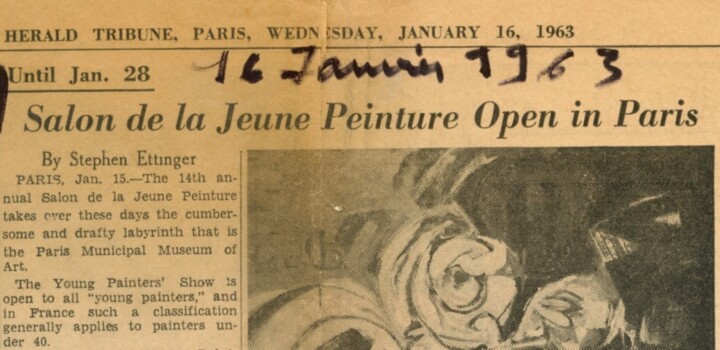 HERALD TRIBUNE, PARIS, WEDNESDAY, JANUARY 16, 1963
Until Jan. 28
16 Janvier 1963
Salon de la Jeune Peinture Open in Paris
By Stephen Ettinger
PARIS, Jan. 15.—The 14th an-
nual Salon de la Jeune Peinture
takes over these days the cumber-
some and drafty labyrinth that is
the Paris Municipal Museum of
Art.
The Young Painters' Show is
open to all "young painters," and
in France such a classification
generally applies to painters un-
der 40.